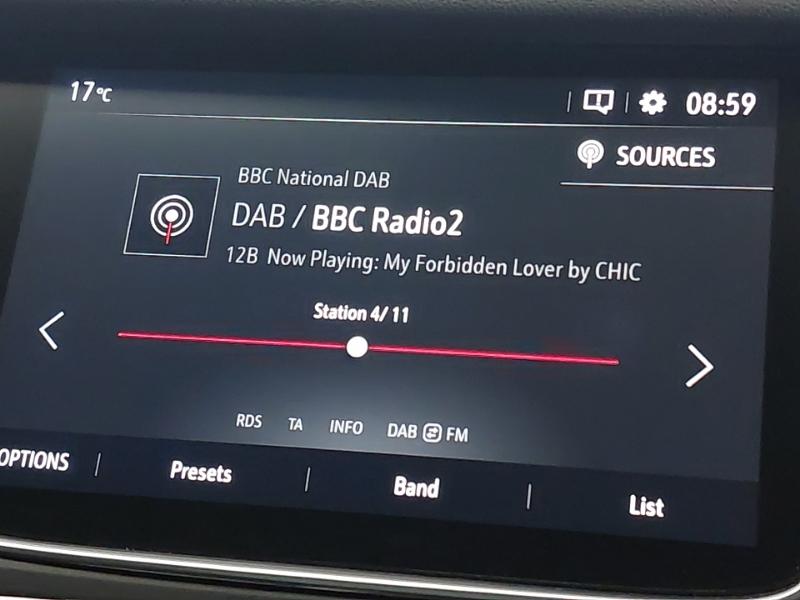 17°C
08:59
SOURCES
BBC National DAB
DAB / BBC Radio2
12B Now Playing: My Forbidden Lover by CHIC
Station 4/11
RDS TA INFO DAB FM
OPTIONS | Presets | Band | List